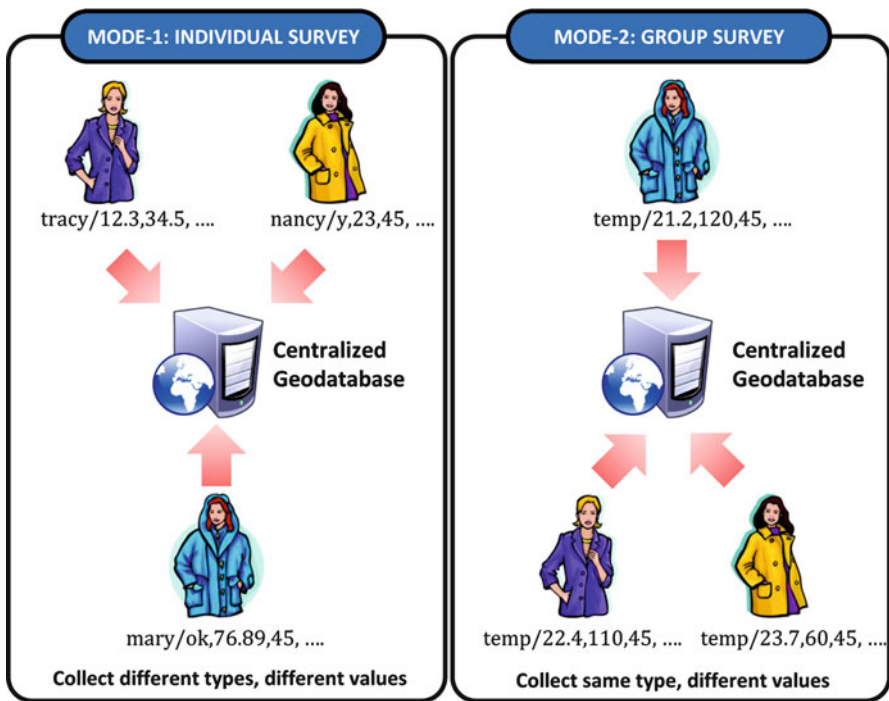 MODE-1: INDIVIDUAL SURVEY
tracy/12.3,34.5, ....
nancy/y,23,45, ....
Centralized
Geodatabase
mary/ok,76.89,45, ....
Collect different types, different values
MODE-2: GROUP SURVEY
temp/21.2,120,45, ....
Centralized
Geodatabase
temp/22.4,110,45, ....
temp/23.7,60,45, ....
Collect same type, different values